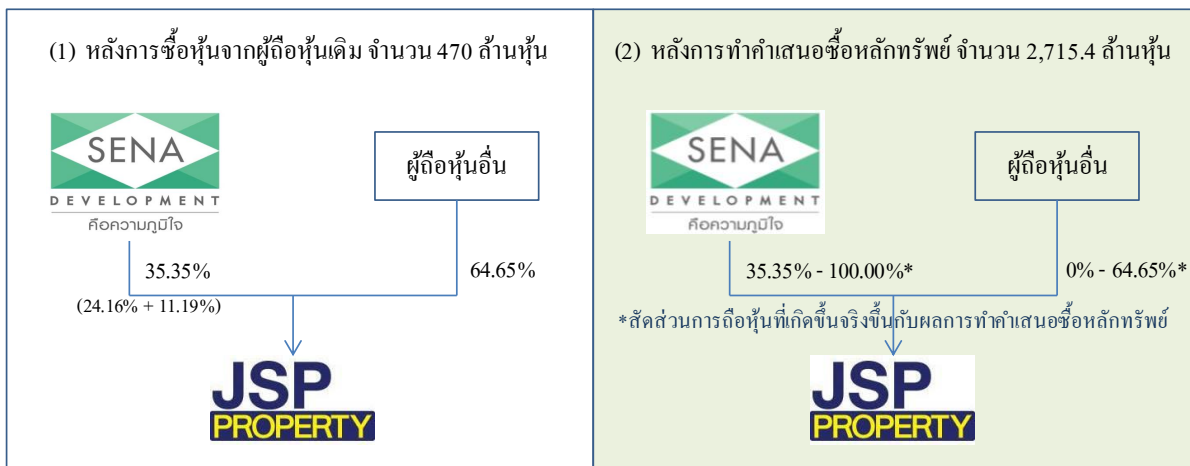 (1) หลังการซื้อหุ้นจากผู้ถือหุ้นเดิม จำนวน 470 ล้านหุ้น
SENA
DEVELOPMENT
คือความภูมิใจ
ผู้ถือหุ้นอื่น
35.35%
(24.16% + 11.19%)
64.65%
JSP
PROPERTY
(2) หลังการทำคำเสนอซื้อหลักทรัพย์ จำนวน 2,715.4 ล้านหุ้น
SENA
DEVELOPMENT
คือความภูมิใจ
ผู้ถือหุ้นอื่น
35.35% - 100.00%*
0% - 64.65%*
*สัดส่วนการถือหุ้นที่เกิดขึ้นจริงขึ้นกับผลการทำคำเสนอซื้อหลักทรัพย์
JSP
PROPERTY